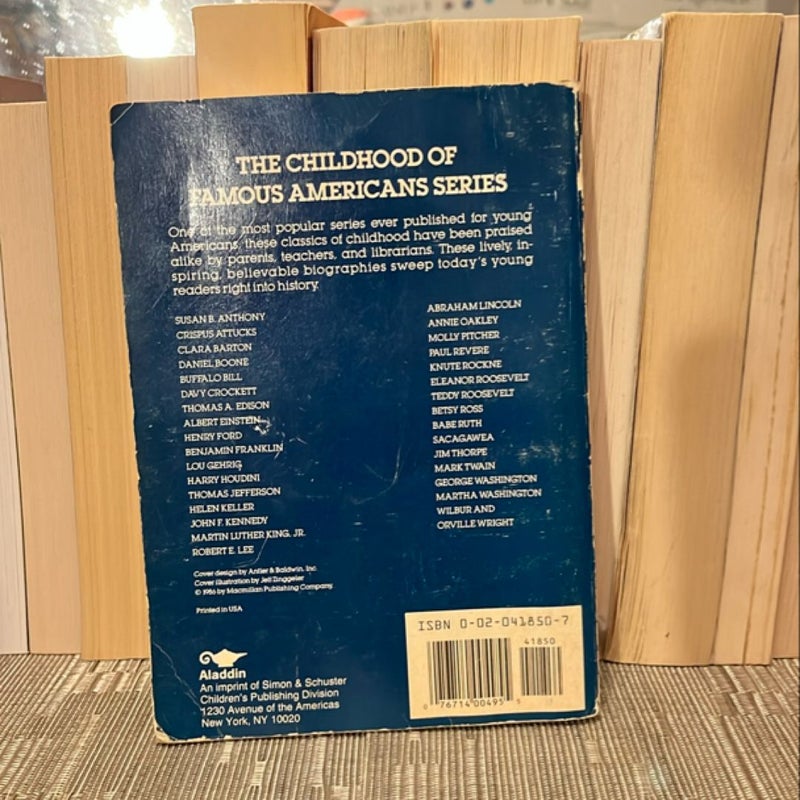 THE CHILDHOOD OF
FAMOUS AMERICANS SERIES
One of the most popular series ever published for young
Americans, these classics of childhood have been praised
alike by parents, teachers, and librarians. These lively, in-
spiring, believable biographies sweep today's young
readers right into history.
SUSAN B. ANTHONY
CRISPUS ATTUCKS
CLARA BARTON
DANIEL BOONE
BUFFALO BILL
DAVY CROCKETT
THOMAS A. EDISON
ALBERT EINSTEIN
HENRY FORD
BENJAMIN FRANKLIN
LOU GEHRIG
HARRY HOUDINI
THOMAS JEFFERSON
HELEN KELLER
JOHN F. KENNEDY
MARTIN LUTHER KING, JR.
ROBERT E. LEE
ABRAHAM LINCOLN
ANNIE OAKLEY
MOLLY PITCHER
PAUL REVERE
KNUTE ROCKNE
ELEANOR ROOSEVELT
TEDDY ROOSEVELT
BETSY ROSS
BABE RUTH
SACAGAWEA
JIM THORPE
MARK TWAIN
GEORGE WASHINGTON
MARTHA WASHINGTON
WILBUR AND
ORVILLE WRIGHT
Cover design by Antler & Baldwin, Inc.
Cover illustration by Jeff Zinggeler
© 1986 by Macmillan Publishing Company
Printed in USA
Aladdin
An imprint of Simon & Schuster
Children's Publishing Division
1230 Avenue of the Americas
New York, NY 10020
ISBN 0-02-041850-7
41850
0 76714 00495